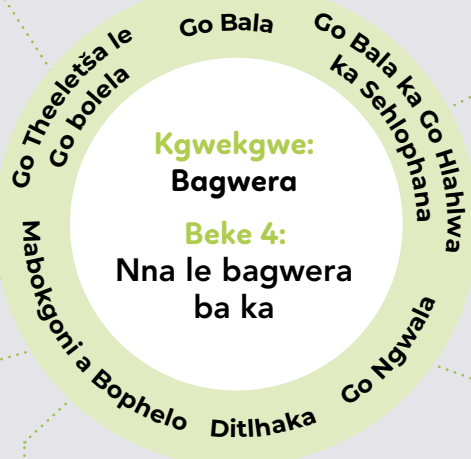 Go Theeletša le
Go bolela
Go Bala
Go Bala ka Go Hlahlwa
ka Sehlophana
Kgwekgwe:
Bagwera
Beke 4:
Nna le bagwera
ba ka
Mabokgoni a Bophelo
Ditlhaka
Go Ngwala